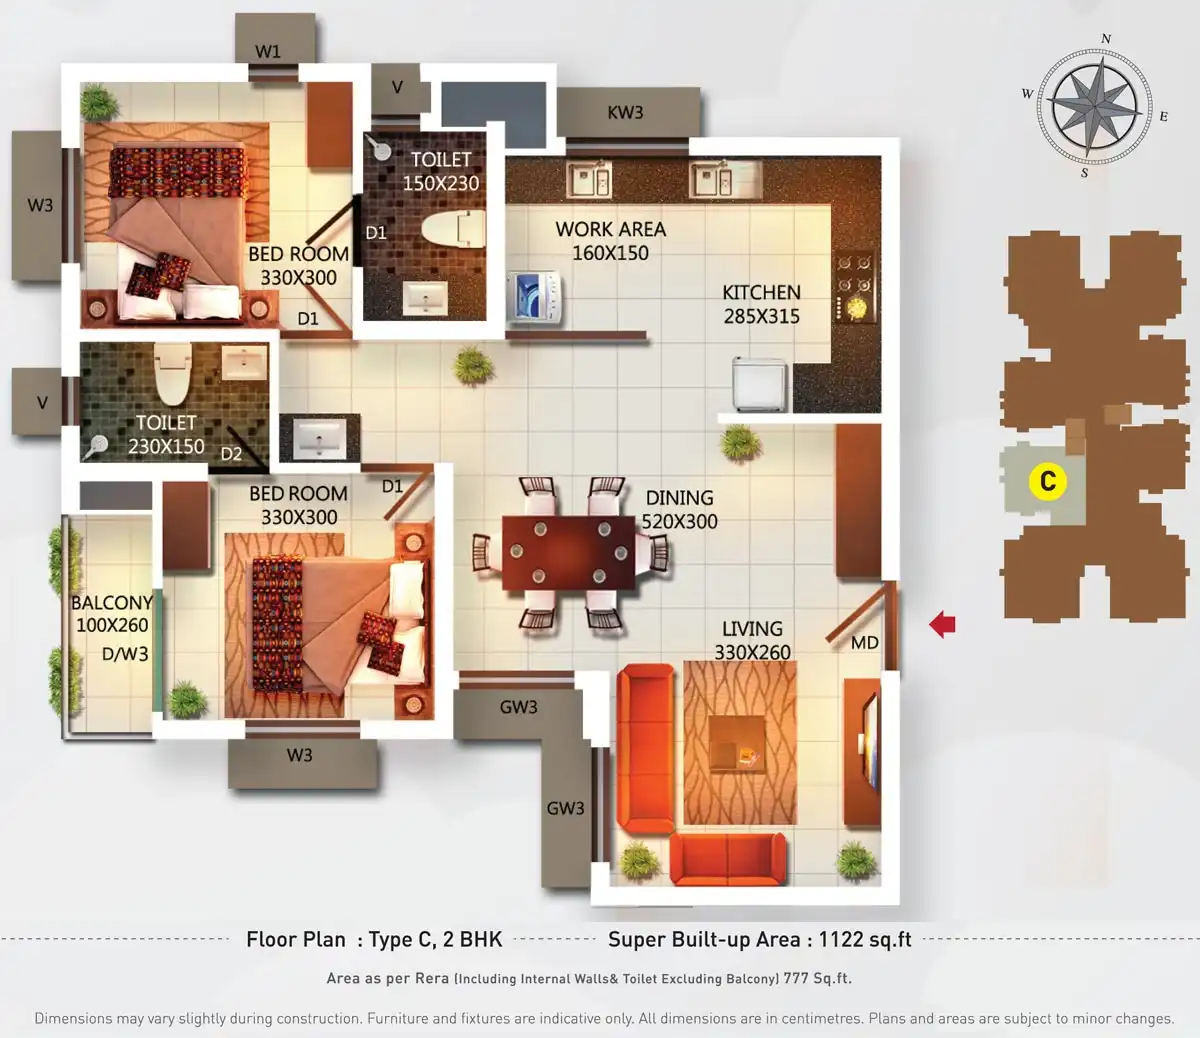 W1
V
KW3
N
W
E
S
W3
TOILET
150X230
D1
WORK AREA
160X150
BED ROOM
330X300
D1
KITCHEN
285X315
V
TOILET
230X150
D2
BED ROOM
330X300
D1
DINING
520X300
C
BALCONY
100X260
D/W3
LIVING
330X260
MD
GW3
W3
GW3
Floor Plan : Type C, 2 BHK
Super Built-up Area : 1122 sq.ft
Area as per Rera (Including Internal Walls& Toilet Excluding Balcony) 777 Sq.ft.
Dimensions may vary slightly during construction. Furniture and fixtures are indicative only. All dimensions are in centimetres. Plans and areas are subject to minor changes.